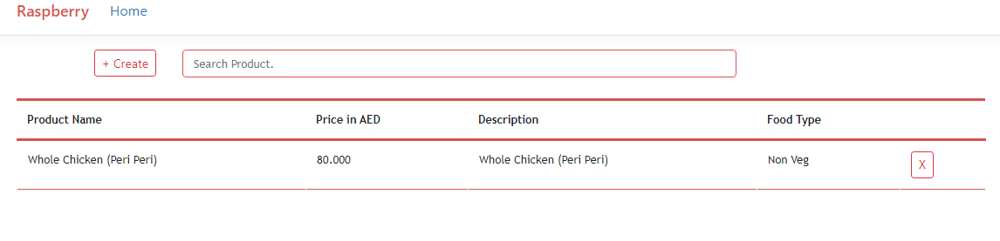 Raspberry Home
+ Create Search Product.
Product Name Price in AED Description Food Type
Whole Chicken (Peri Peri) 80.000 Whole Chicken (Peri Peri) Non Veg X